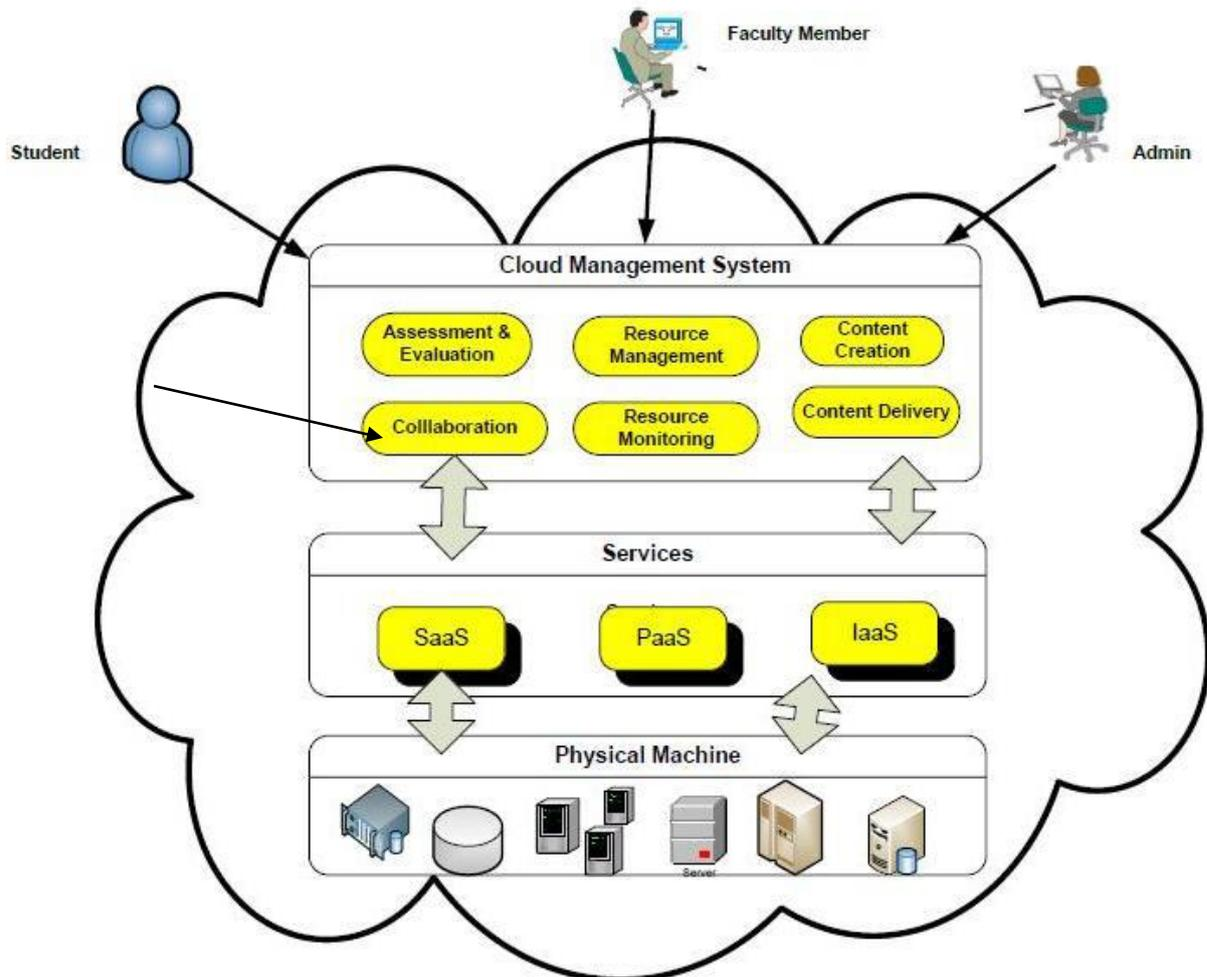 Faculty Member
Student
Admin
Cloud Management System
Assessment &
Evaluation
Resource
Management
Content
Creation
Colllaboration
Resource
Monitoring
Content Delivery
Services
SaaS
PaaS
IaaS
Physical Machine
Server